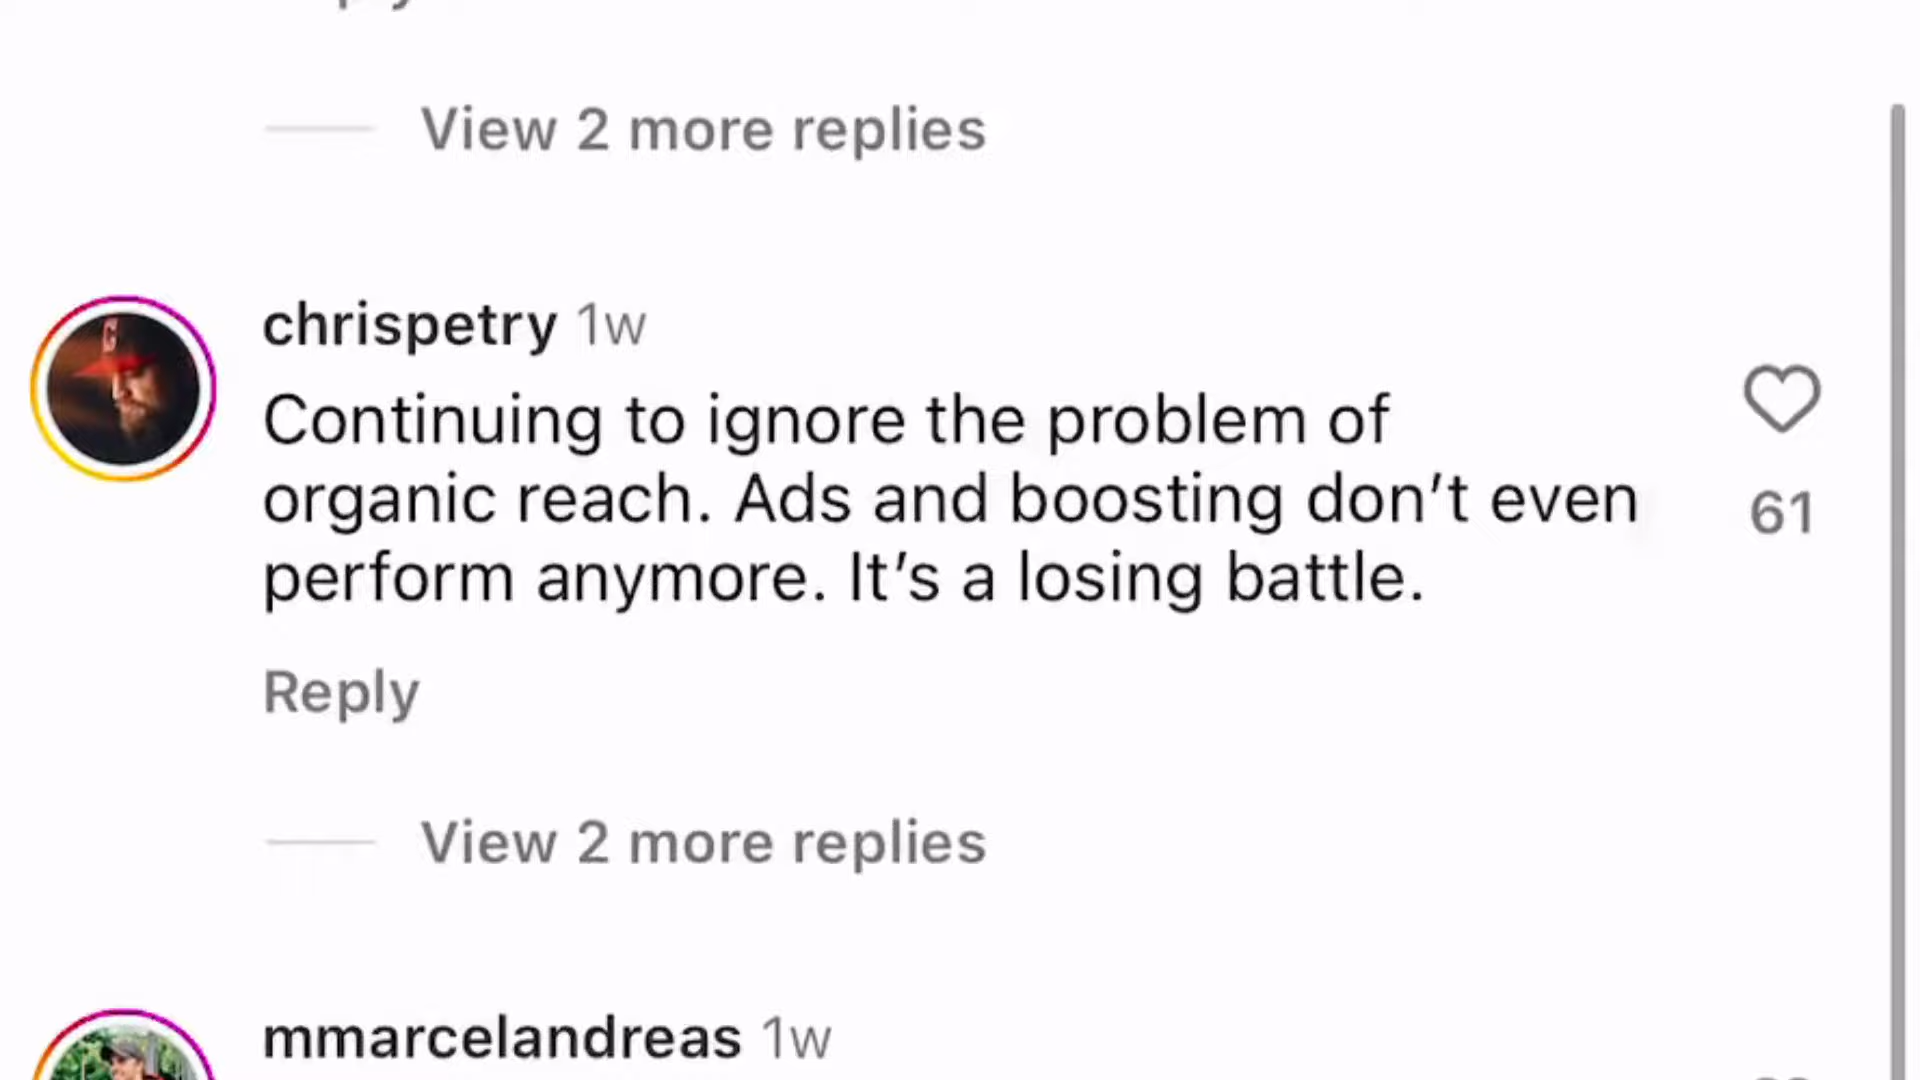 View 2 more replies
chrispetry 1w
Continuing to ignore the problem of
organic reach. Ads and boosting don’t even
perform anymore. It’s a losing battle.
61
Reply
View 2 more replies
mmarcelandreas 1w